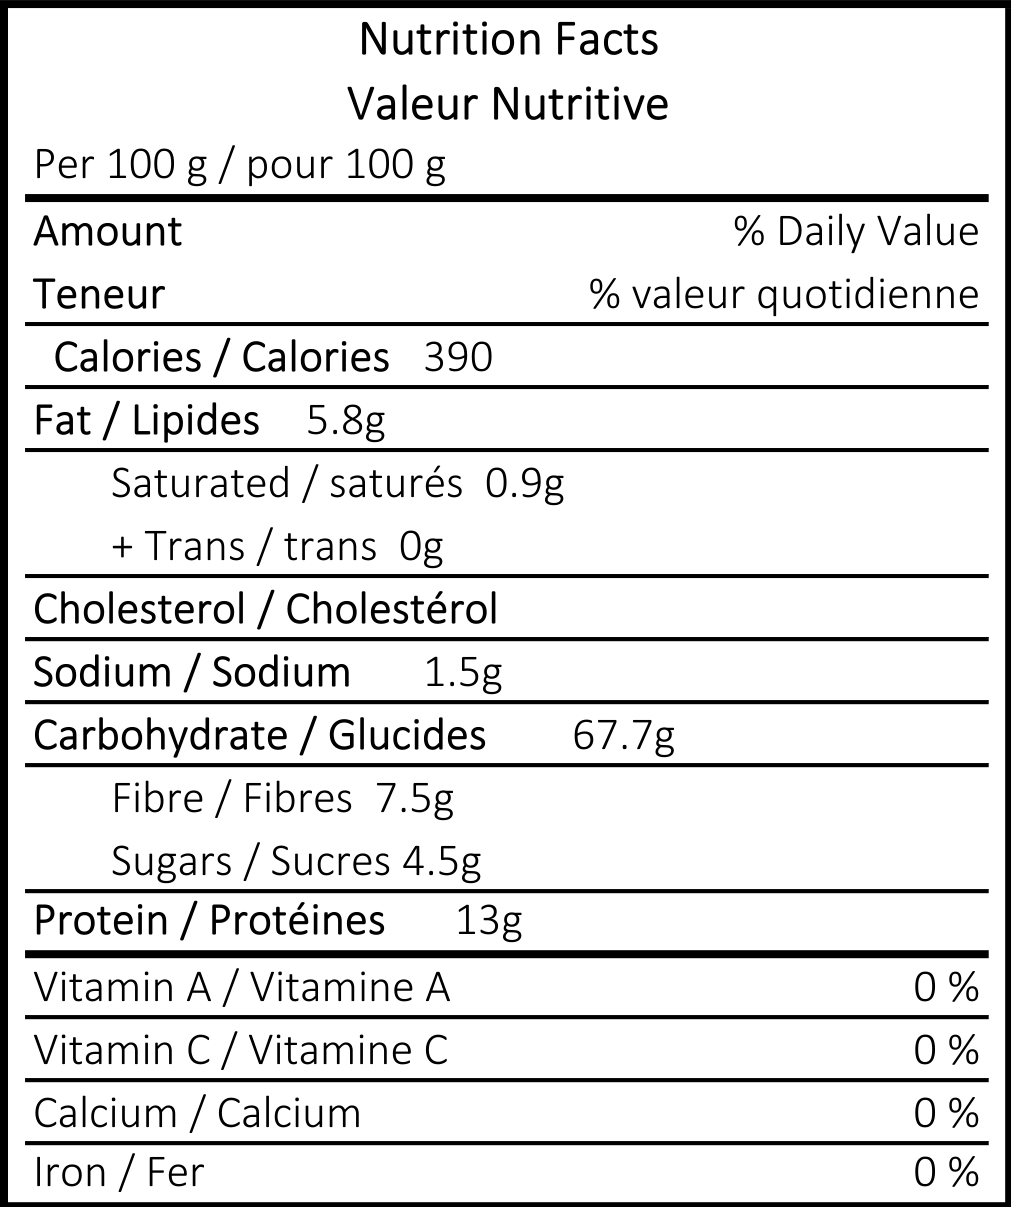 Nutrition Facts
Valeur Nutritive
Per 100 g / pour 100 g
Amount % Daily Value
Teneur % valeur quotidienne
Calories / Calories 390
Fat / Lipides 5.8g
Saturated / saturés 0.9g
+ Trans / trans 0g
Cholesterol / Cholestérol
Sodium / Sodium 1.5g
Carbohydrate / Glucides 67.7g
Fibre / Fibres 7.5g
Sugars / Sucres 4.5g
Protein / Protéines 13g
Vitamin A / Vitamine A 0 %
Vitamin C / Vitamine C 0 %
Calcium / Calcium 0 %
Iron / Fer 0 %